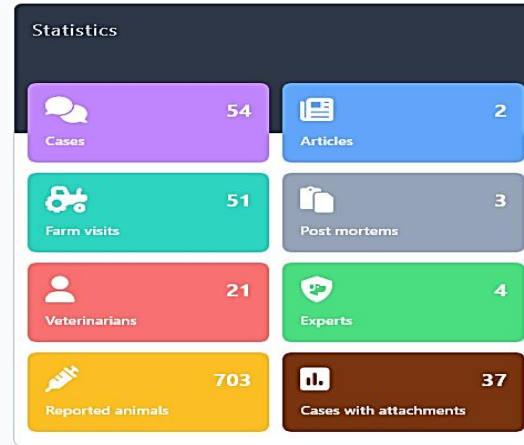 Statistics
54
Cases
2
Articles
51
Farm visits
3
Post mortems
21
Veterinarians
4
Experts
703
Reported animals
37
Cases with attachments